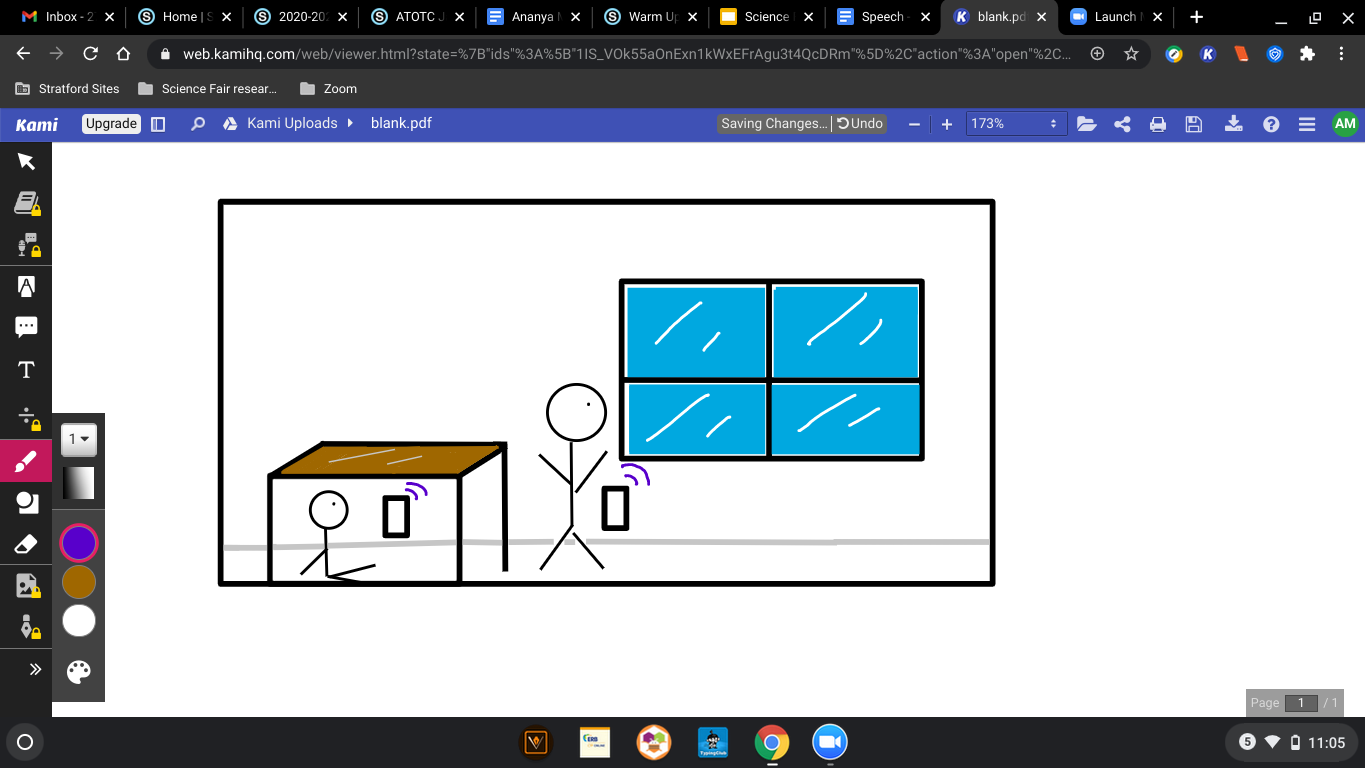 Inbox - 2
Home | S
2020-202
ATOTC J
Ananya M
Warm Up
Science
Speech -
blank.pd
Launch M
web.kamihq.com/web/viewer.html?state=%7B"ids"%3A%5B"1IS_VOk55aOnExn1kWxEFrAgu3t4QcDRm"%5D%2C"action"%3A"open"%2C...
Stratford Sites
Science Fair resear...
Zoom
Kami
Upgrade
Kami Uploads
blank.pdf
Saving Changes... | Undo
173%
AM
T
1
Page 1 / 1
ERB
TypingClub
5
11:05